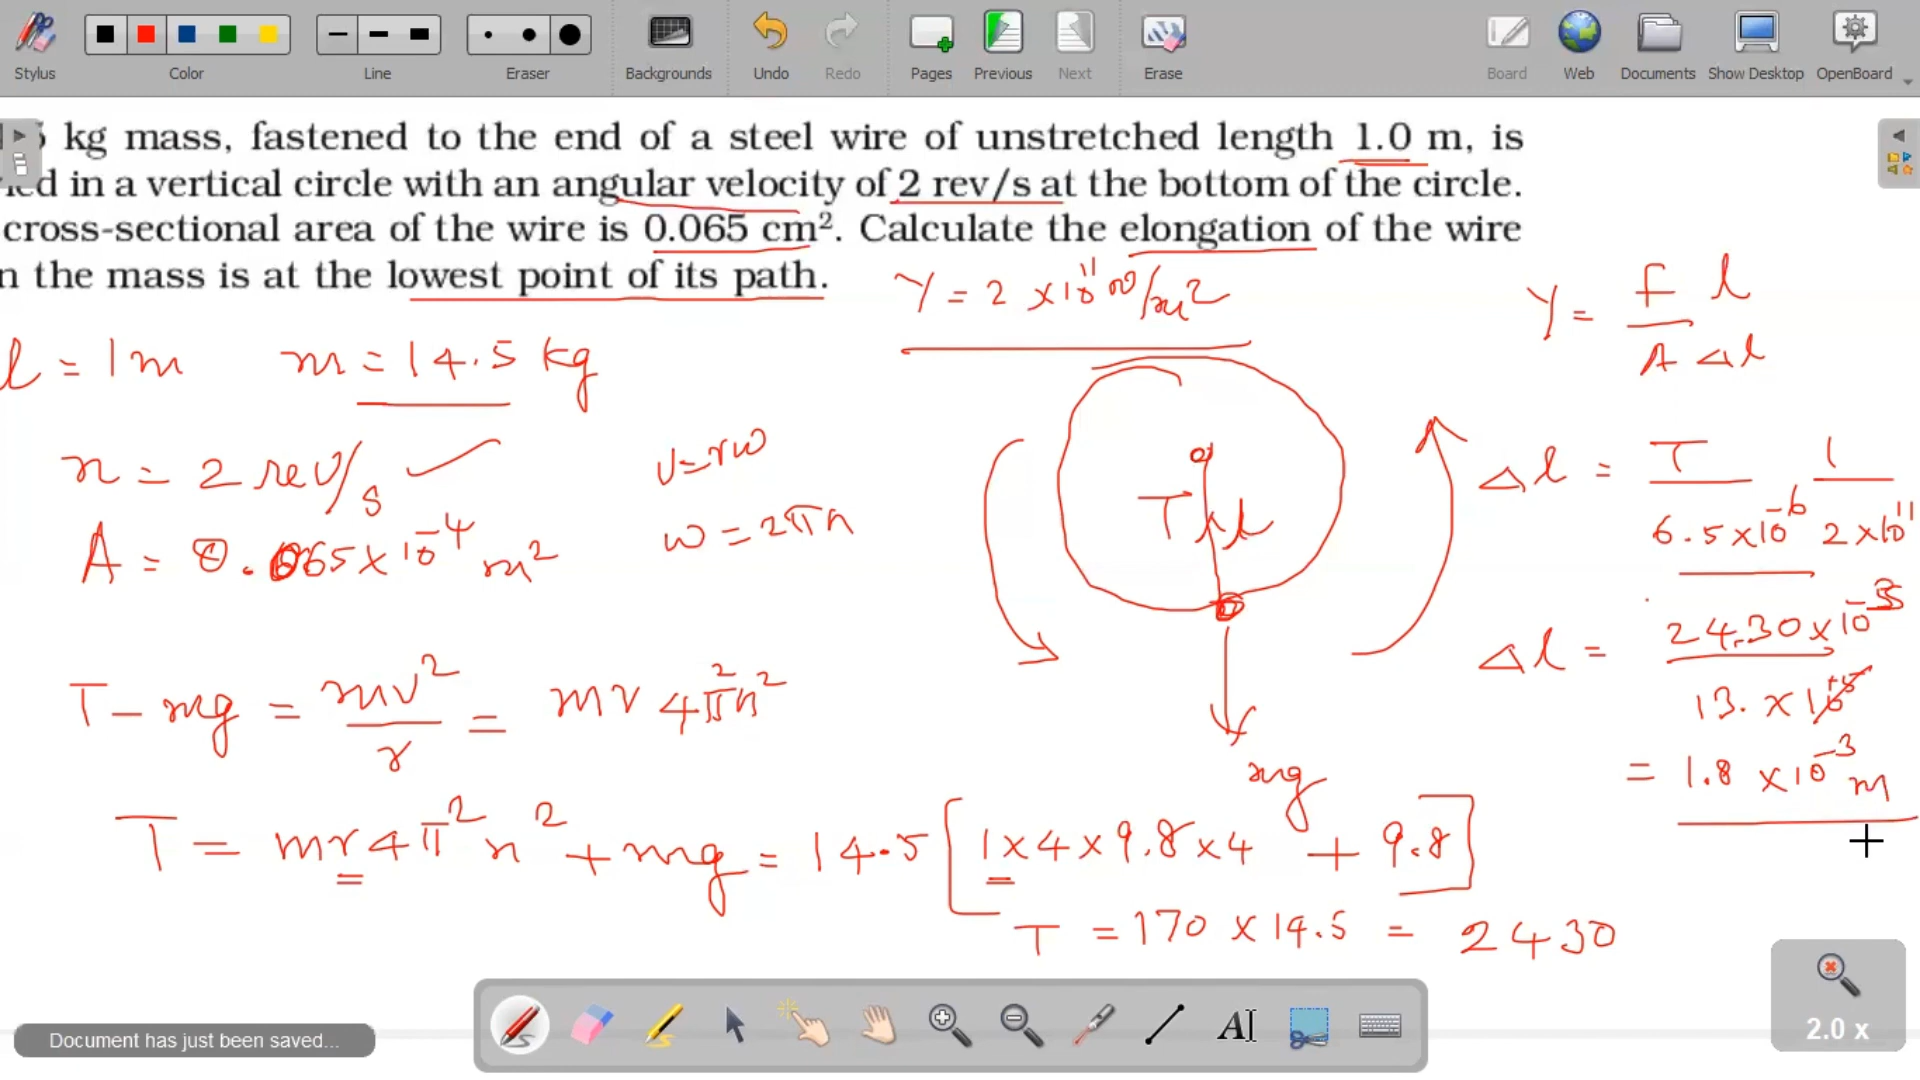 Stylus Color Line Eraser Backgrounds Undo Redo Pages Previous Next Erase Board Web Documents Show Desktop OpenBoard
kg mass, fastened to the end of a steel wire of unstretched length 1.0 m, is
led in a vertical circle with an angular velocity of 2 rev/s at the bottom of the circle.
cross-sectional area of the wire is 0.065 cm². Calculate the elongation of the wire
n the mass is at the lowest point of its path.
Y = 2 × 10¹¹ N/m²
Y = F l / A Δl
l = 1m m = 14.5 kg
n = 2 rev/s
v = rω
ω = 2πn
A = 0.065 × 10⁻⁴ m²
T l
mg
Δl = T / 6.5 × 10⁻⁶ 1 / 2 × 10¹¹
Δl = 24.30 × 10⁻³ / 13. × 10⁺⁵
= 1.8 × 10⁻³ m
T − mg = mv² / r = mr 4π²n²
T = mr 4π² n² + mg = 14.5 [1 × 4 × 9.8 × 4 + 9.8]
T = 170 × 14.5 = 2430
Document has just been saved...
2.0 x